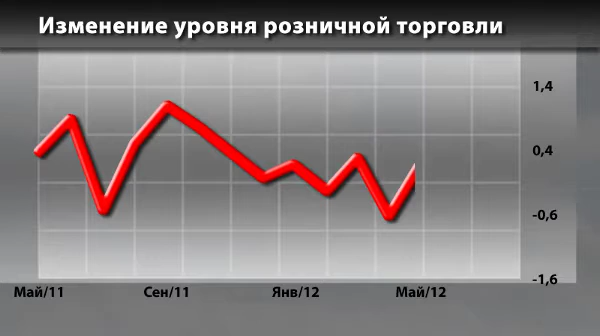 Изменение уровня розничной торговли
1,4
0,4
-0,6
-1,6
Май/11
Сен/11
Янв/12
Май/12